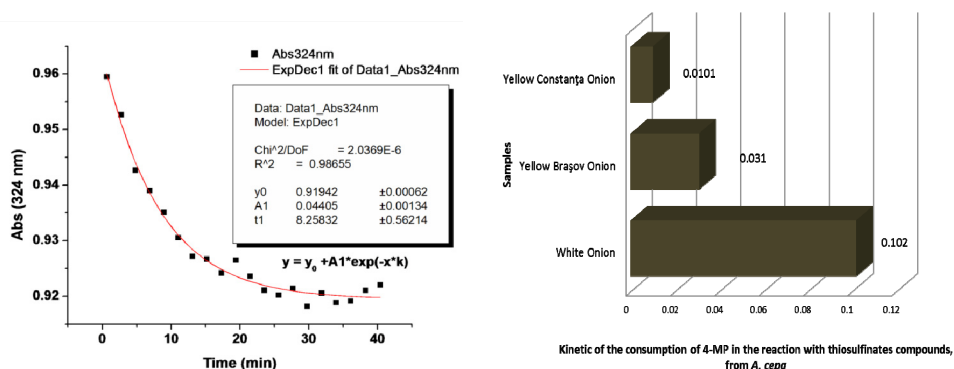 Abs324nm
ExpDec1 fit of Data1_Abs324nm
Data: Data1_Abs324nm
Model: ExpDec1
Chi^2/DoF = 2.0369E-6
R^2 = 0.98655
y0 0.91942 ±0.00062
A1 0.04405 ±0.00134
t1 8.25832 ±0.56214
y = y0 +A1*exp(-x*k)
Abs (324 nm)
0.96
0.95
0.94
0.93
0.92
0 10 20 30 40 50
Time (min)
Samples
Yellow Constanţa Onion 0.0101
Yellow Braşov Onion 0.031
White Onion 0.102
0 0.02 0.04 0.06 0.08 0.1 0.12
Kinetic of the consumption of 4-MP in the reaction with thiosulfinates compounds,
from A. cepa